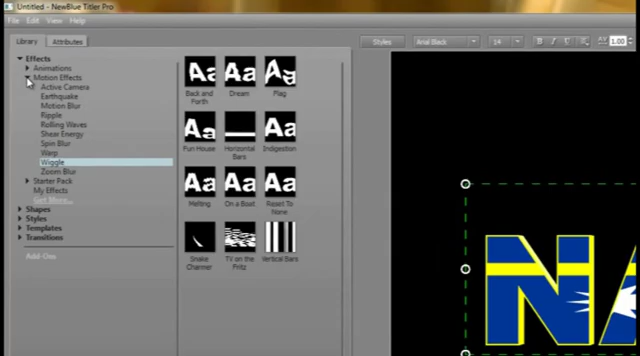 Untitled - NewBlue Titler Pro
File Edit View Help
Library Attributes
Styles Arial Black 14 B I U 1.00
Effects
Animations
Motion Effects
Active Camera
Earthquake
Motion Blur
Ripple
Rolling Waves
Shear Energy
Spin Blur
Warp
Wiggle
Zoom Blur
Starter Pack
My Effects
Get More...
Shapes
Styles
Templates
Transitions
Add-Ons
Aa Aa Aa
Back and Forth Dream Flag
Aa Aa
Fun House Horizontal Bars Indigestion
Aa Aa Aa
Melting On a Boat Reset To None
Snake Charmer TV on the Fritz Vertical Bars
NA